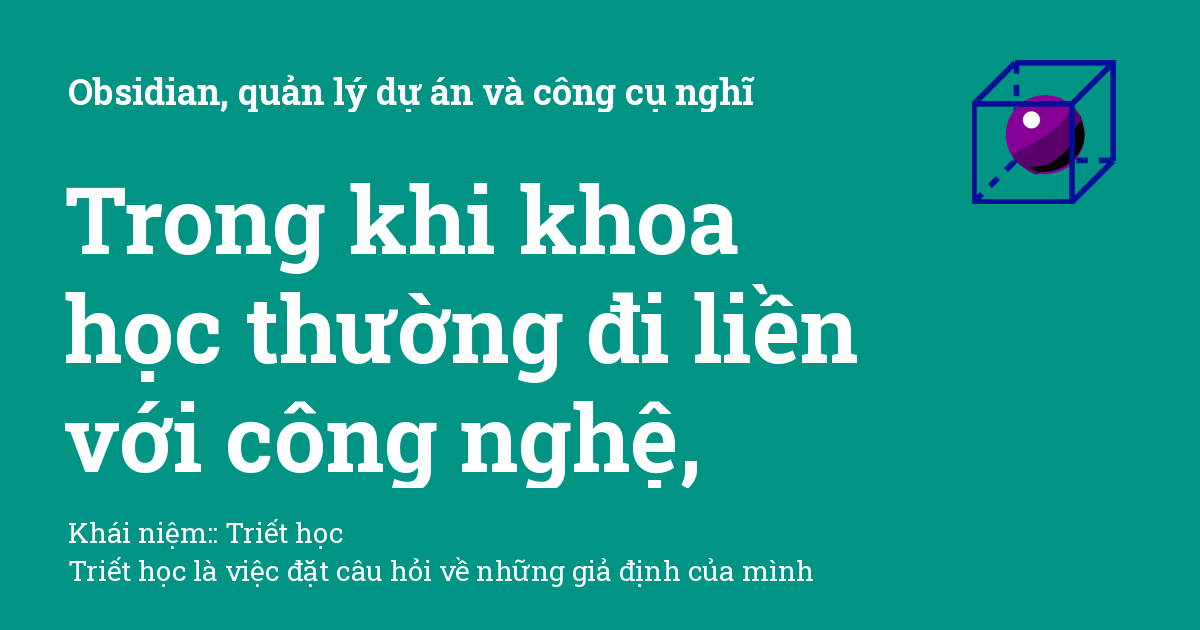 Obsidian, quản lý dự án và công cụ nghĩ
Trong khi khoa
học thường đi liền
với công nghệ,
Khái niệm:: Triết học
Triết học là việc đặt câu hỏi về những giả định của mình